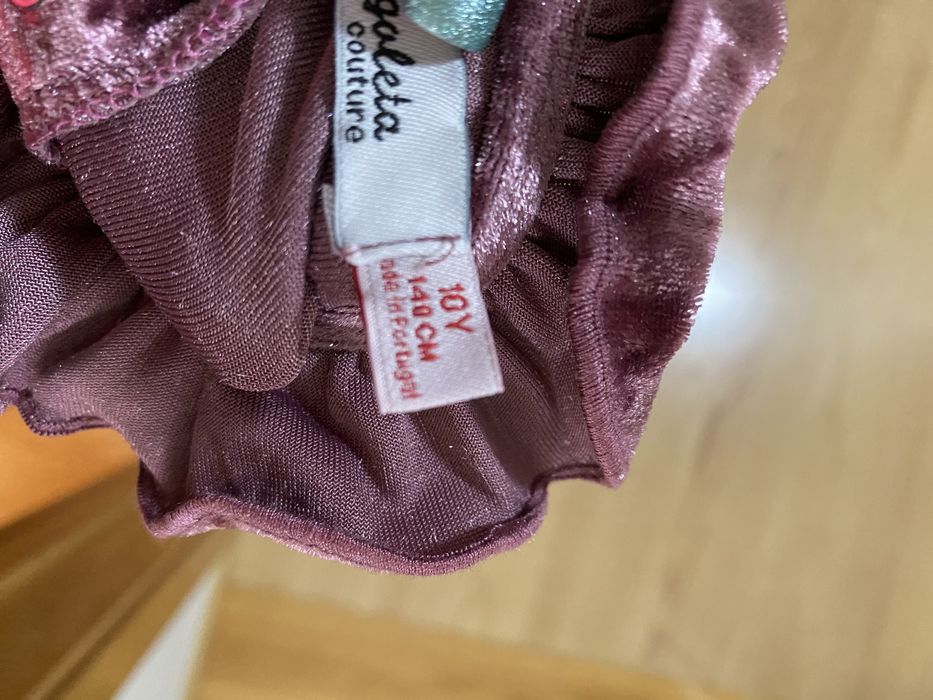 galeta
couture
10Y
140 CM
ade in Portugal